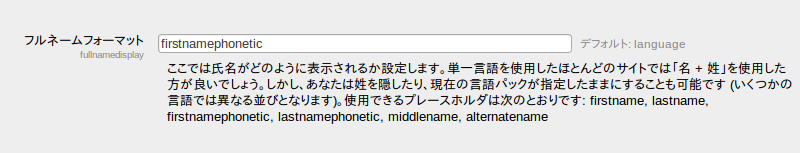 フルネームフォーマット firstnamephonetic デフォルト: language
fullnamedisplay
ここでは氏名がどのように表示されるか設定します。単一言語を使用したほとんどのサイトでは「名 + 姓」を使用した
方が良いでしょう。しかし、あなたは姓を隠したり、現在の言語パックが指定したままにすることも可能です (いくつかの
言語では異なる並びとなります)。使用できるプレースホルダは次のとおりです: firstname, lastname,
firstnamephonetic, lastnamephonetic, middlename, alternatename